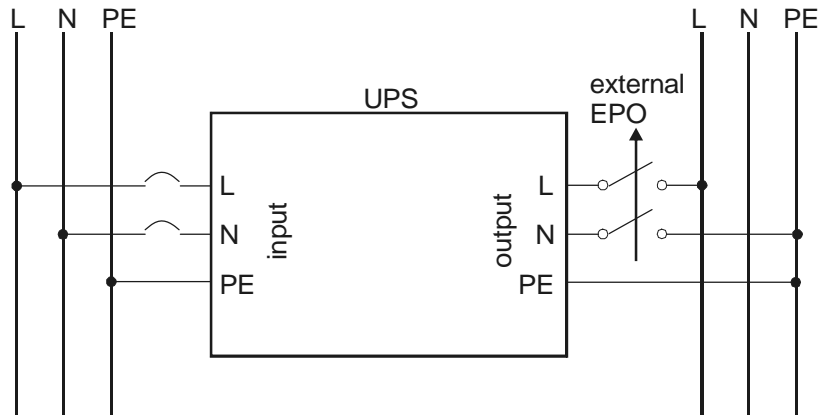 L N PE
L N PE
UPS
external
EPO
L
N
PE
input
output
L
N
PE